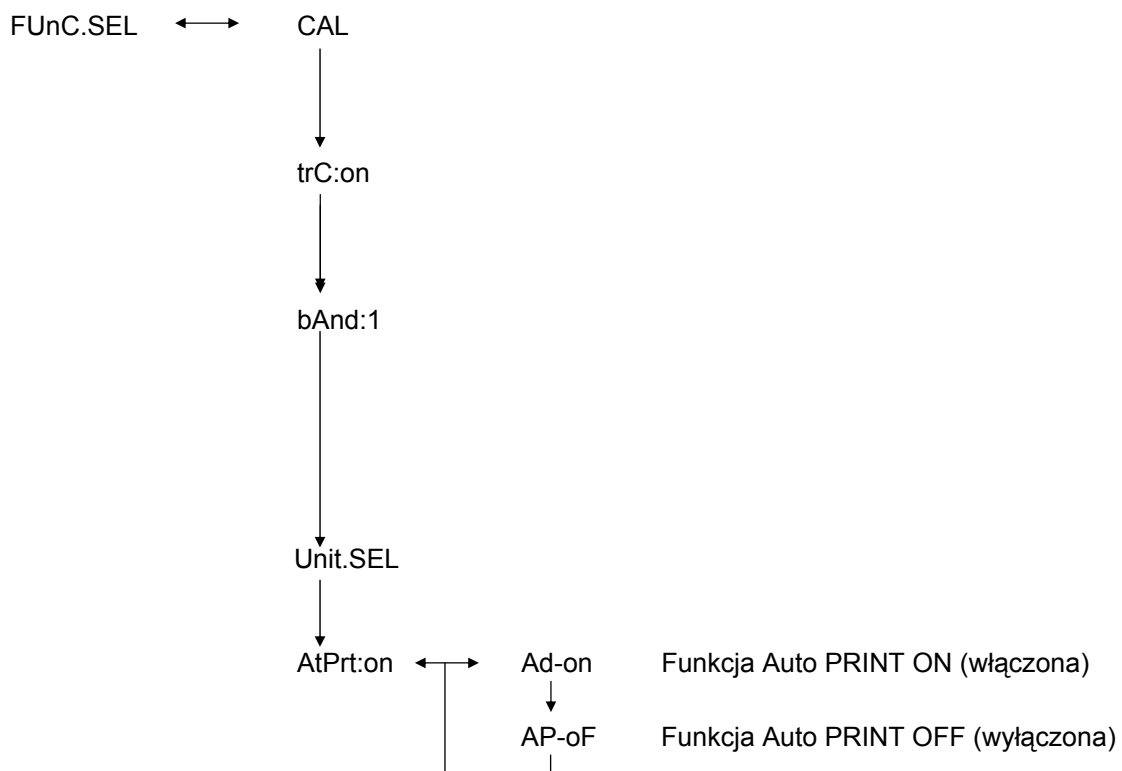 FUnC.SEL CAL
trC:on
bAnd:1
Unit.SEL
AtPrt:on Ad-on Funkcja Auto PRINT ON (włączona)
AP-oF Funkcja Auto PRINT OFF (wyłączona)